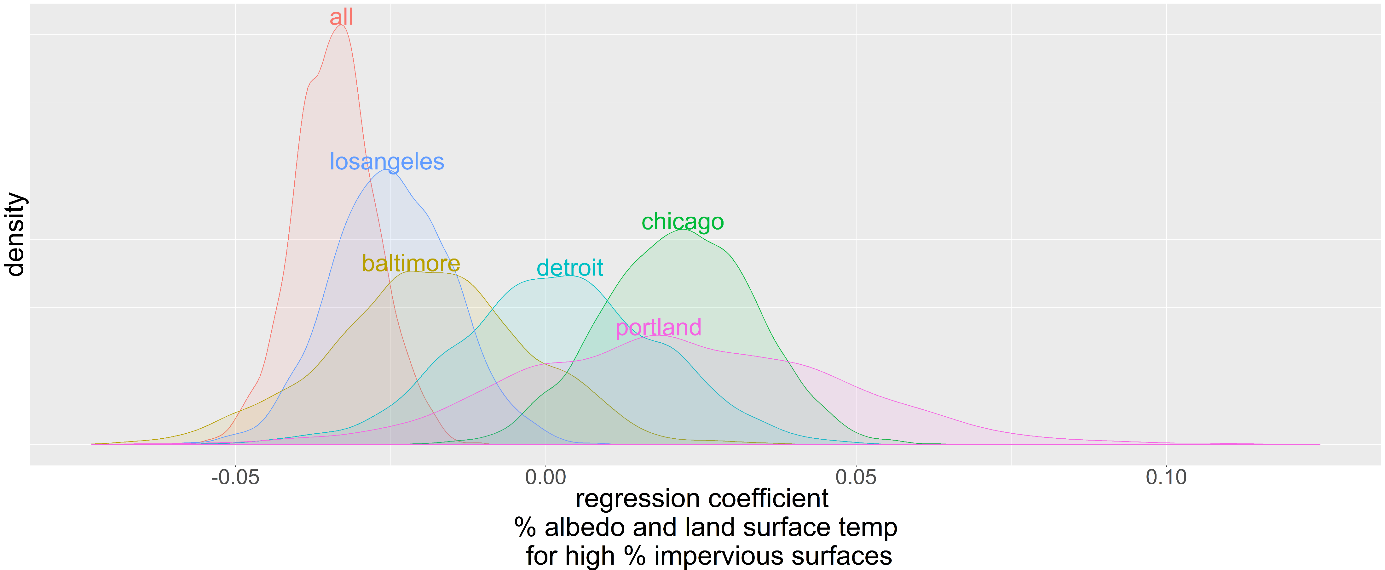 all
losangeles
chicago
baltimore
detroit
portland
density
-0.05
0.00
0.05
0.10
regression coefficient
% albedo and land surface temp
for high % impervious surfaces